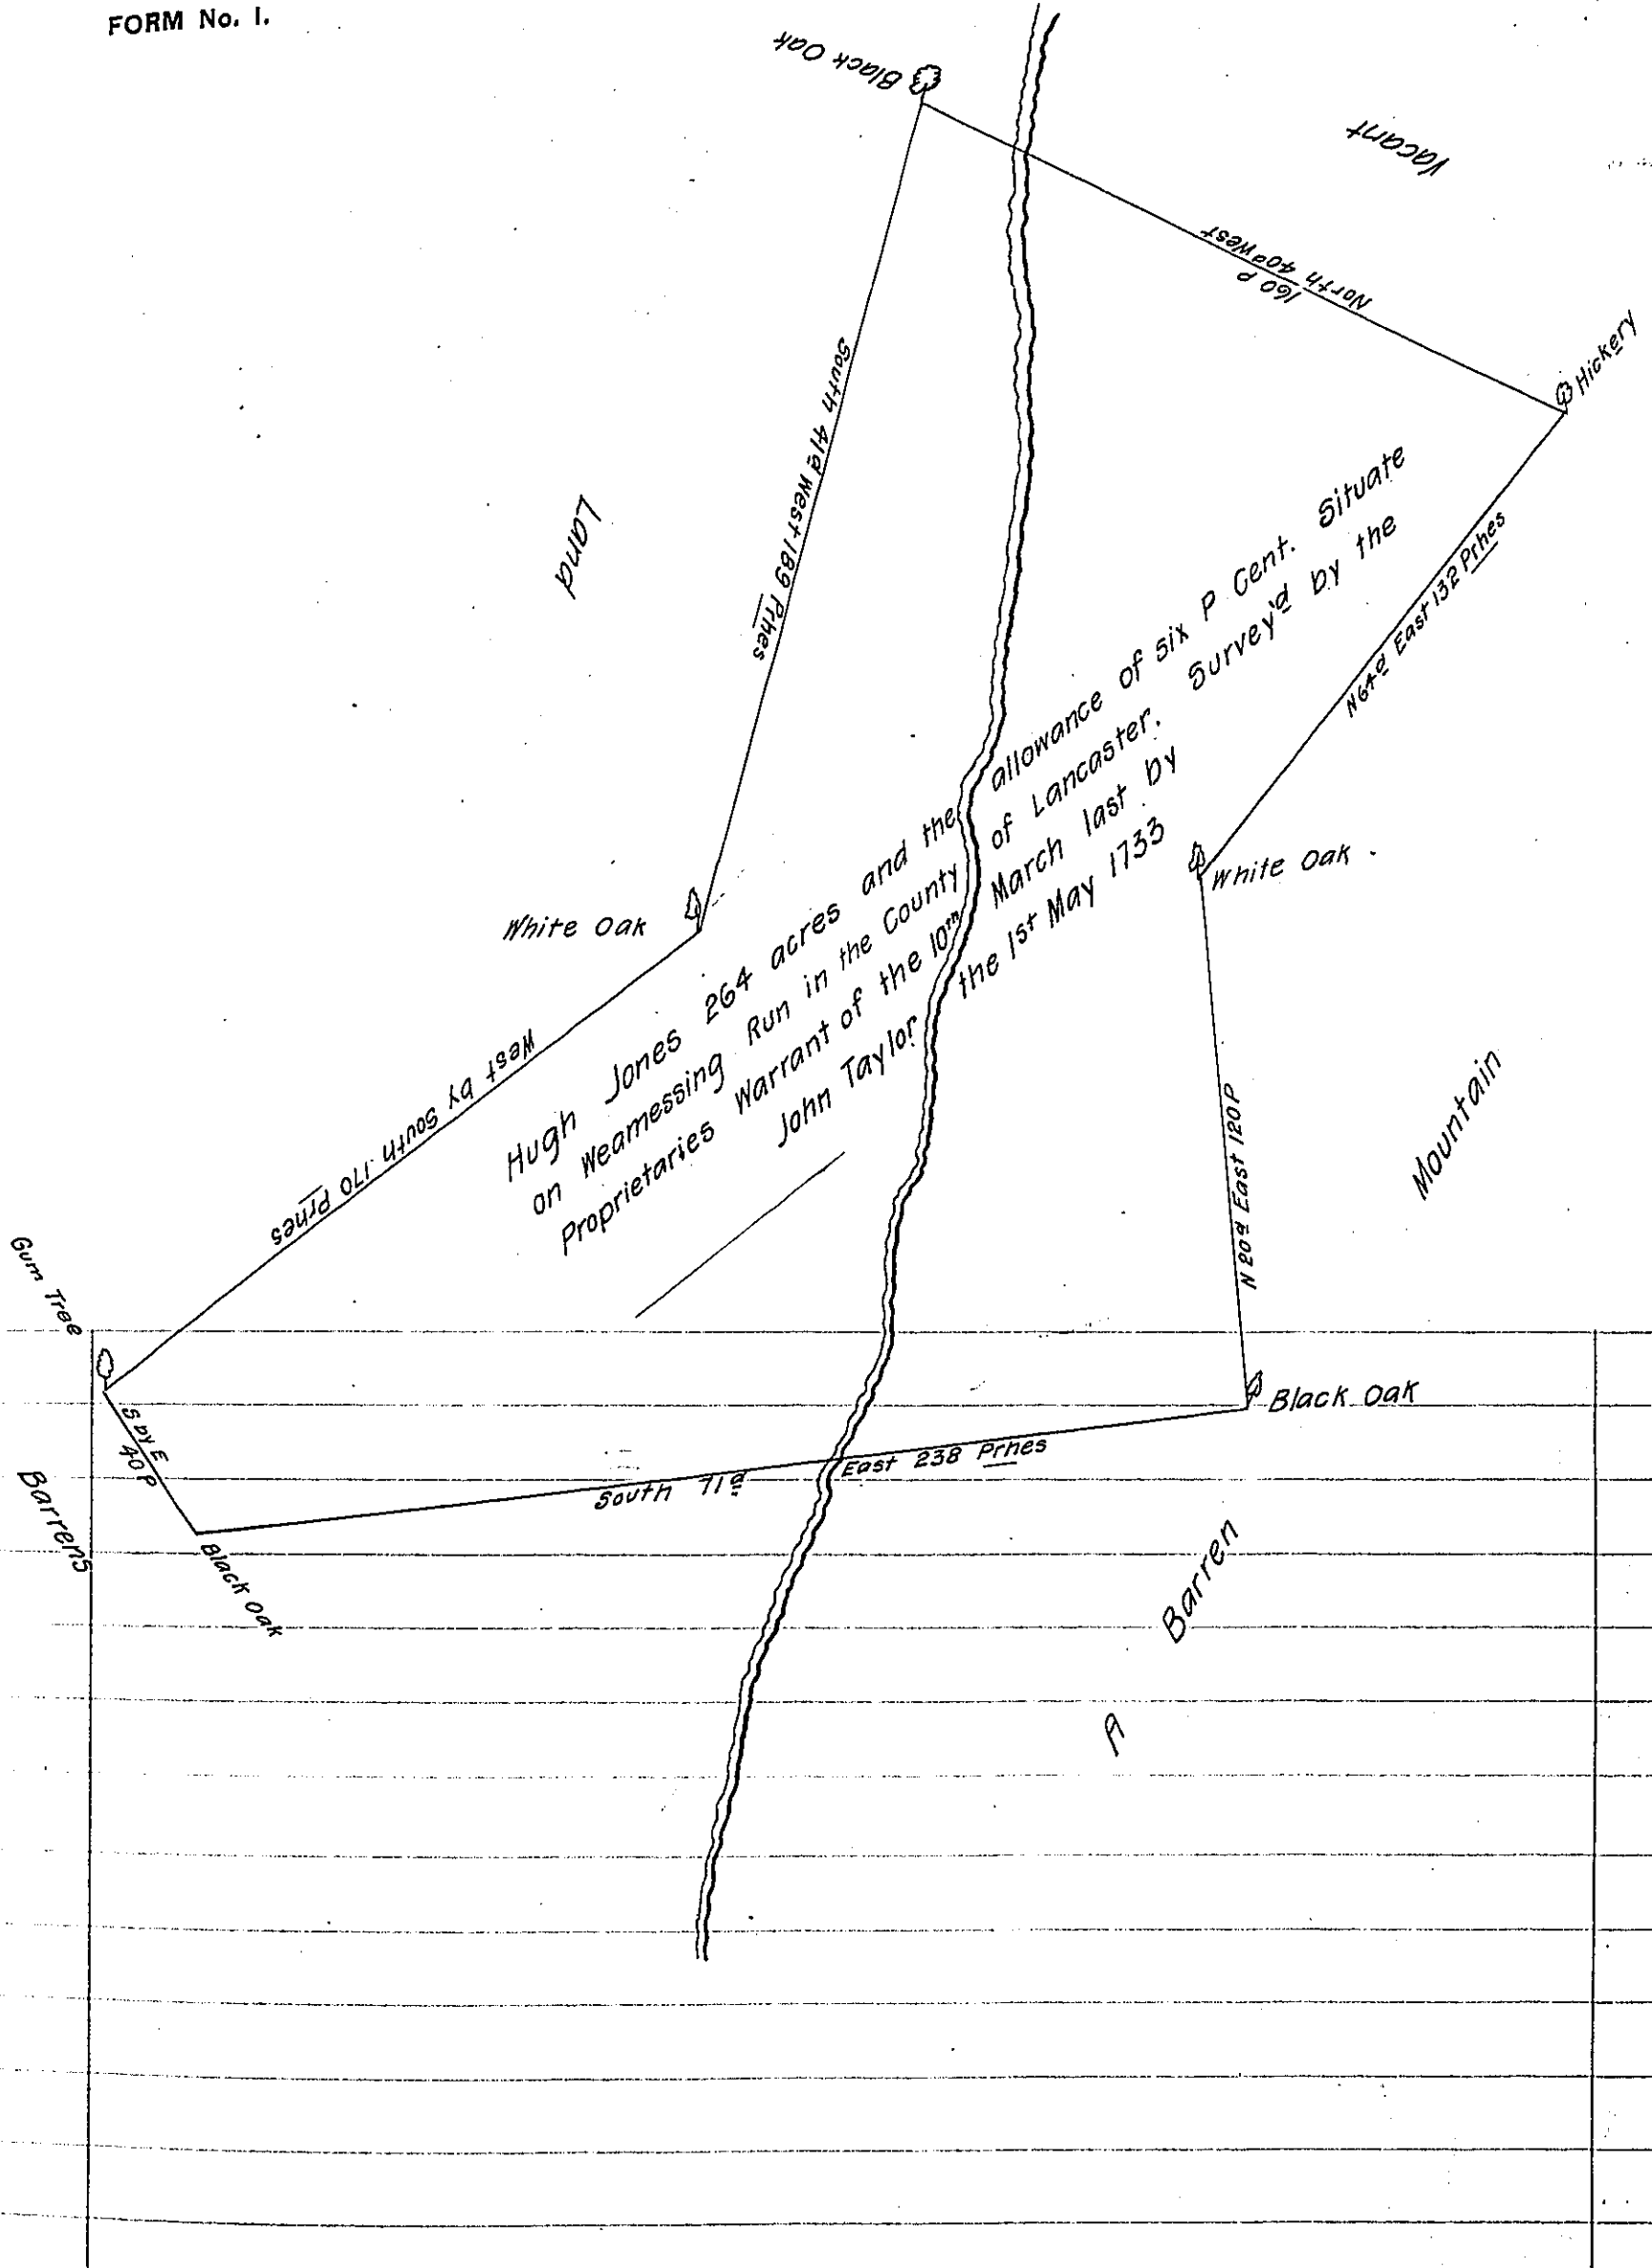 FORM No. 1.
Black Oak
Vacant
North 40d West
160 P
Hickery
South 41d West 189 Prhes
Land
N 64d East 132 Prhes
White Oak
White Oak
Hugh Jones 264 acres and the allowance of six P Cent. Situate
on Weamessing Run in the County of Lancaster. Survey'd by the
Proprietaries Warrant of the 10th March last by
John Taylor the 1st May 1733
West by South 170 Prhes
N 20d East 120 P
Mountain
Gum Tree
S by E
40 P
Black Oak
South 71d East 238 Prhes
Barrens
Black Oak
Barren
A